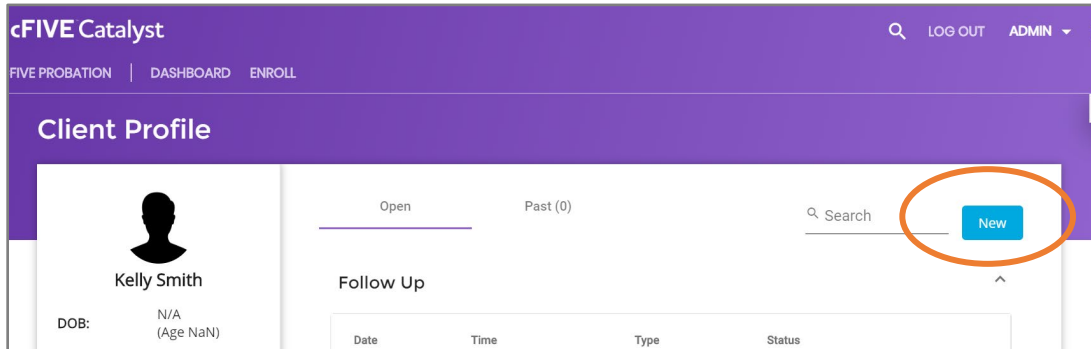 cFIVE Catalyst
LOG OUT ADMIN
FIVE PROBATION | DASHBOARD ENROLL
Client Profile
Open Past (0) Search New
Kelly Smith
Follow Up
DOB: N/A
(Age NaN)
Date Time Type Status